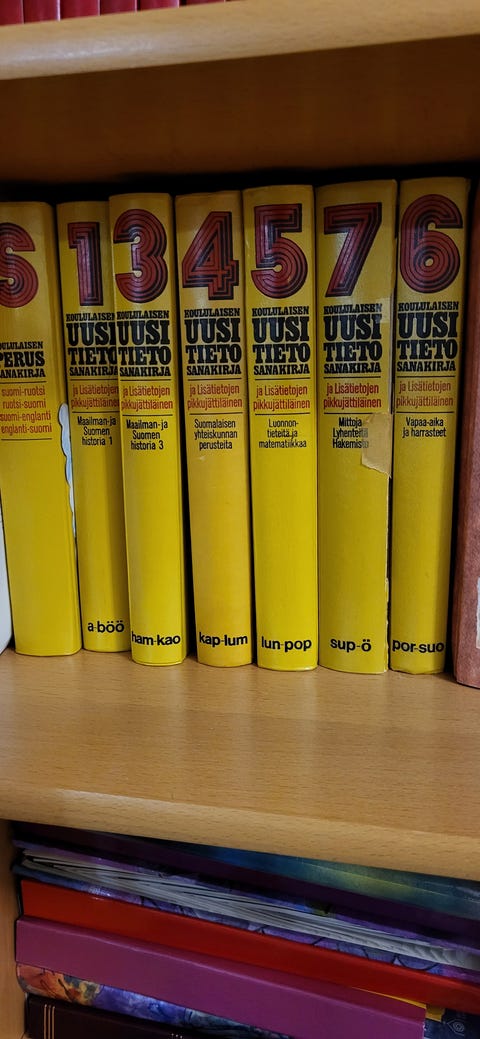 S
OULULAISEN
PERUS
ANAKIRJA
suomi-ruotsi
ruotsi-suomi
suomi-englanti
englanti-suomi
1
KOULULAISEN
UUSI
TIETO
SANAKIRJA
ja Lisätietojen
pikkujättiläinen
Maailman-ja
Suomen
historia 1
a-böö
3
KOULULAISEN
UUSI
TIETO
SANAKIRJA
ja Lisätietojen
pikkujättiläinen
Maailman-ja
Suomen
historia 3
ham-kao
4
KOULULAISEN
UUSI
TIETO
SANAKIRJA
ja Lisätietojen
pikkujättiläinen
Suomalaisen
yhteiskunnan
perusteita
kap-lum
5
KOULULAISEN
UUSI
TIETO
SANAKIRJA
ja Lisätietojen
pikkujättiläinen
Luonnon-
tieteitä ja
matematiikkaa
lun-pop
7
KOULULAISEN
UUSI
TIETO
SANAKIRJA
ja Lisätietojen
pikkujättiläinen
Mittoja
Lyhenteitä
Hakemisto
sup-ö
6
KOULULAISEN
UUSI
TIETO
SANAKIRJA
ja Lisätietojen
pikkujättiläinen
Vapaa-aika
ja harrasteet
por-suo